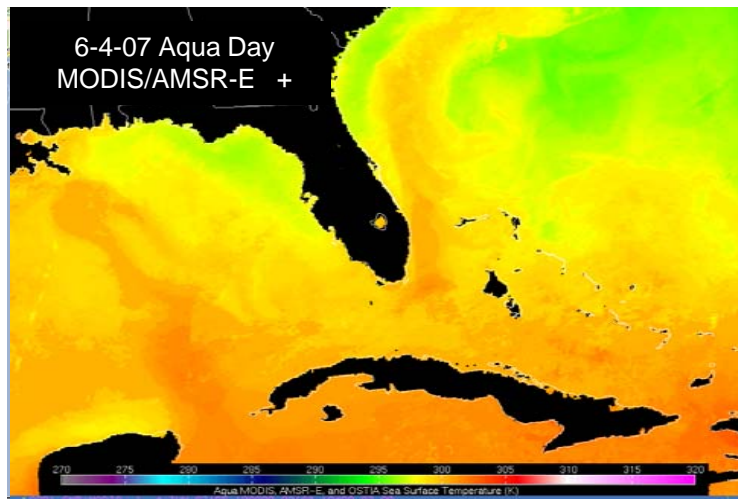 6-4-07 Aqua Day
MODIS/AMSR-E +
270 275 280 285 290 295 300 305 310 315 320
Aqua MODIS, AMSR-E, and OSTIA Sea Surface Temperature (K)